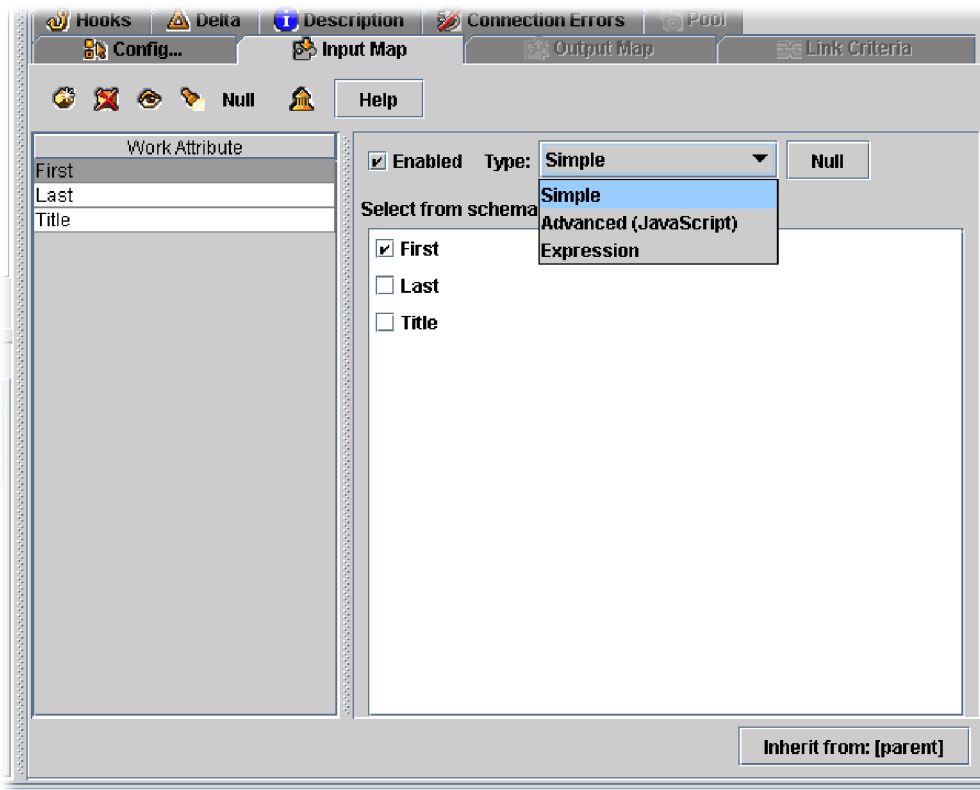 Hooks Delta Description Connection Errors Pool
Config... Input Map Output Map Link Criteria
Null Help
Work Attribute
First
Last
Title
Enabled Type: Simple Null
Simple
Advanced (JavaScript)
Expression
Select from schema
First
Last
Title
Inherit from: [parent]